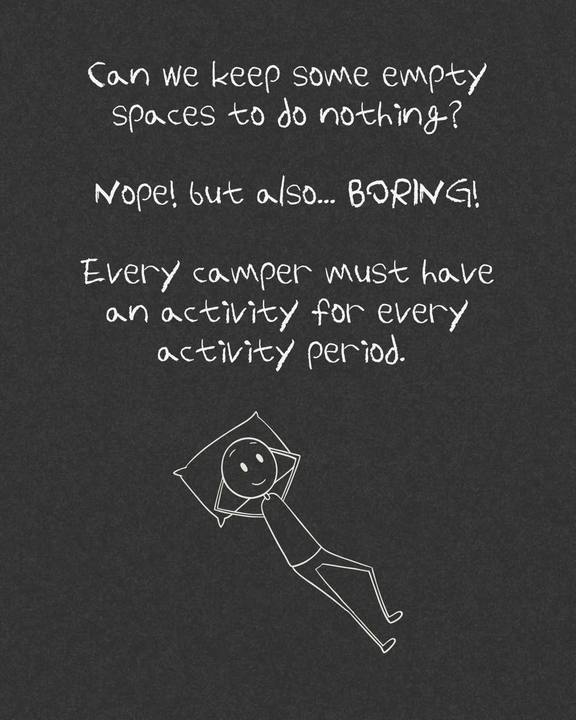 Can we keep some empty
spaces to do nothing?
Nope! but also... BORING!
Every camper must have
an activity for every
activity period.